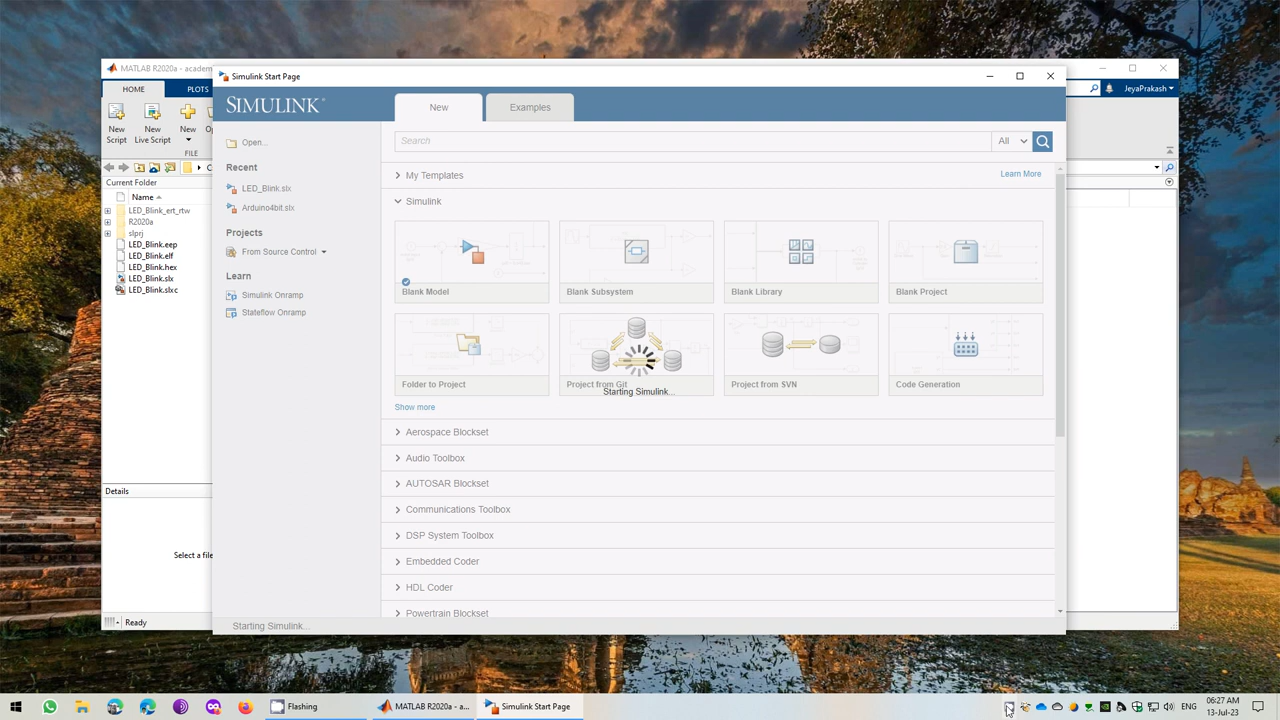 MATLAB R2020a - academ
Simulink Start Page
HOME
PLOTS
JeyaPrakash
SIMULINK®
New
Examples
New Script
New Live Script
New
FILE
Open...
Search
All
Current Folder
Recent
My Templates
Learn More
Name
LED_Blink.slx
Simulink
LED_Blink_ert_rtw
Arduino4bit.slx
R2020a
slprj
Projects
LED_Blink.eep
From Source Control
LED_Blink.elf
LED_Blink.hex
Learn
LED_Blink.slx
LED_Blink.slxc
Simulink Onramp
Blank Model
Blank Subsystem
Blank Library
Blank Project
Stateflow Onramp
Folder to Project
Project from Git
Project from SVN
Code Generation
Starting Simulink...
Show more
Aerospace Blockset
Audio Toolbox
AUTOSAR Blockset
Details
Communications Toolbox
DSP System Toolbox
Select a file
Embedded Coder
HDL Coder
Powertrain Blockset
Ready
Starting Simulink...
Flashing
MATLAB R2020a - a...
Simulink Start Page
ENG
06:27 AM
13-Jul-23